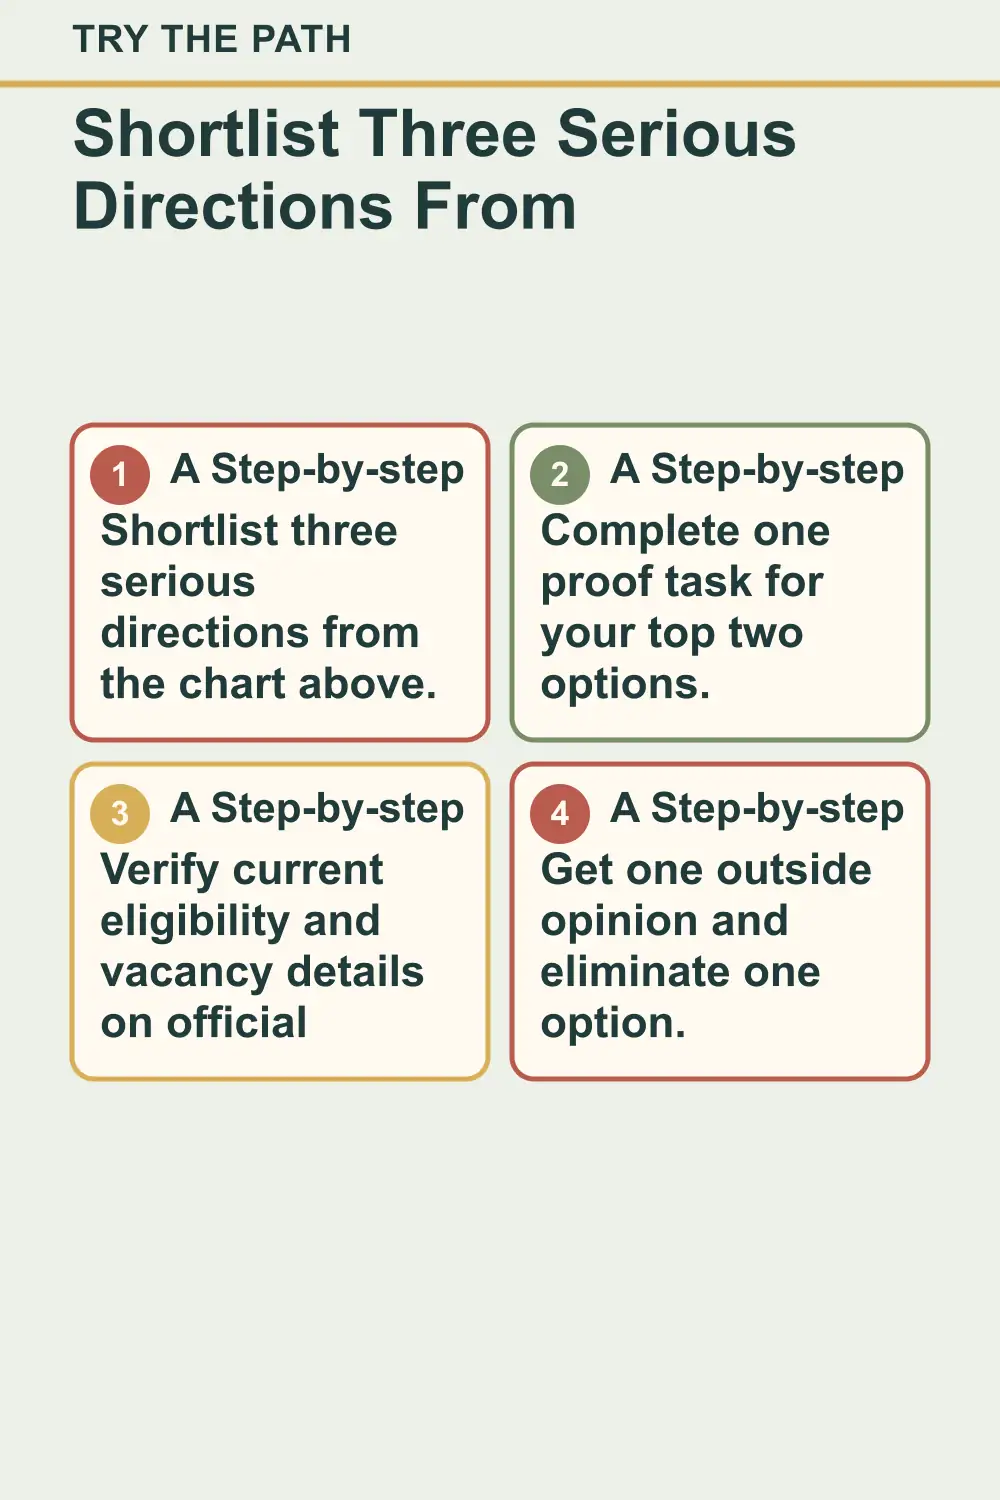 TRY THE PATH
Shortlist Three Serious
Directions From
1 A Step-by-step
Shortlist three
serious
directions from
the chart above.
2 A Step-by-step
Complete one
proof task for
your top two
options.
3 A Step-by-step
Verify current
eligibility and
vacancy details
on official
4 A Step-by-step
Get one outside
opinion and
eliminate one
option.